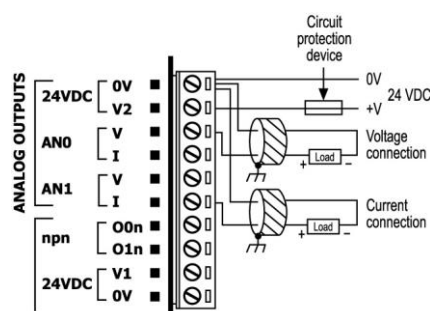 Circuit
protection
device
ANALOG OUTPUTS
24VDC
0V
V2
AN0
V
I
AN1
V
I
npn
O0n
O1n
24VDC
V1
0V
0V
24 VDC
+V
Voltage
connection
+ Load −
Current
connection
+ Load −